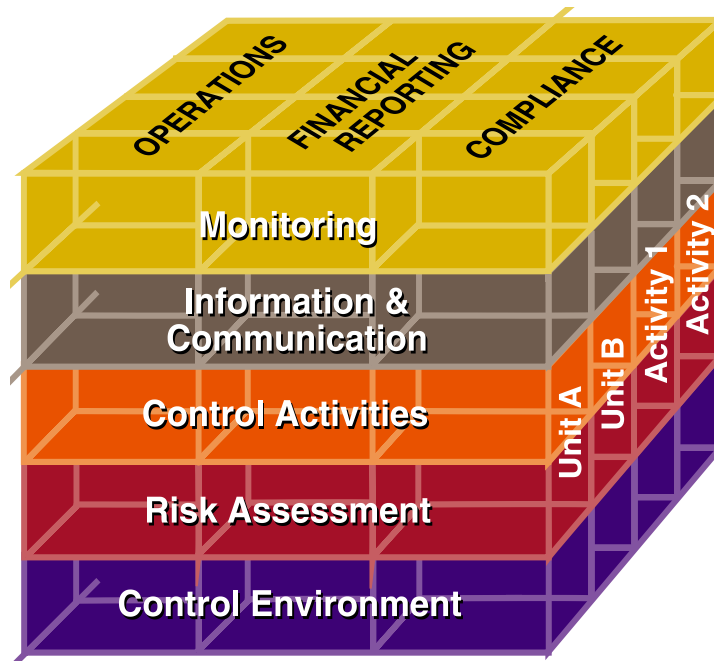 OPERATIONS
FINANCIAL
REPORTING
COMPLIANCE
Monitoring
Information &
Communication
Control Activities
Risk Assessment
Control Environment
Unit A
Unit B
Activity 1
Activity 2